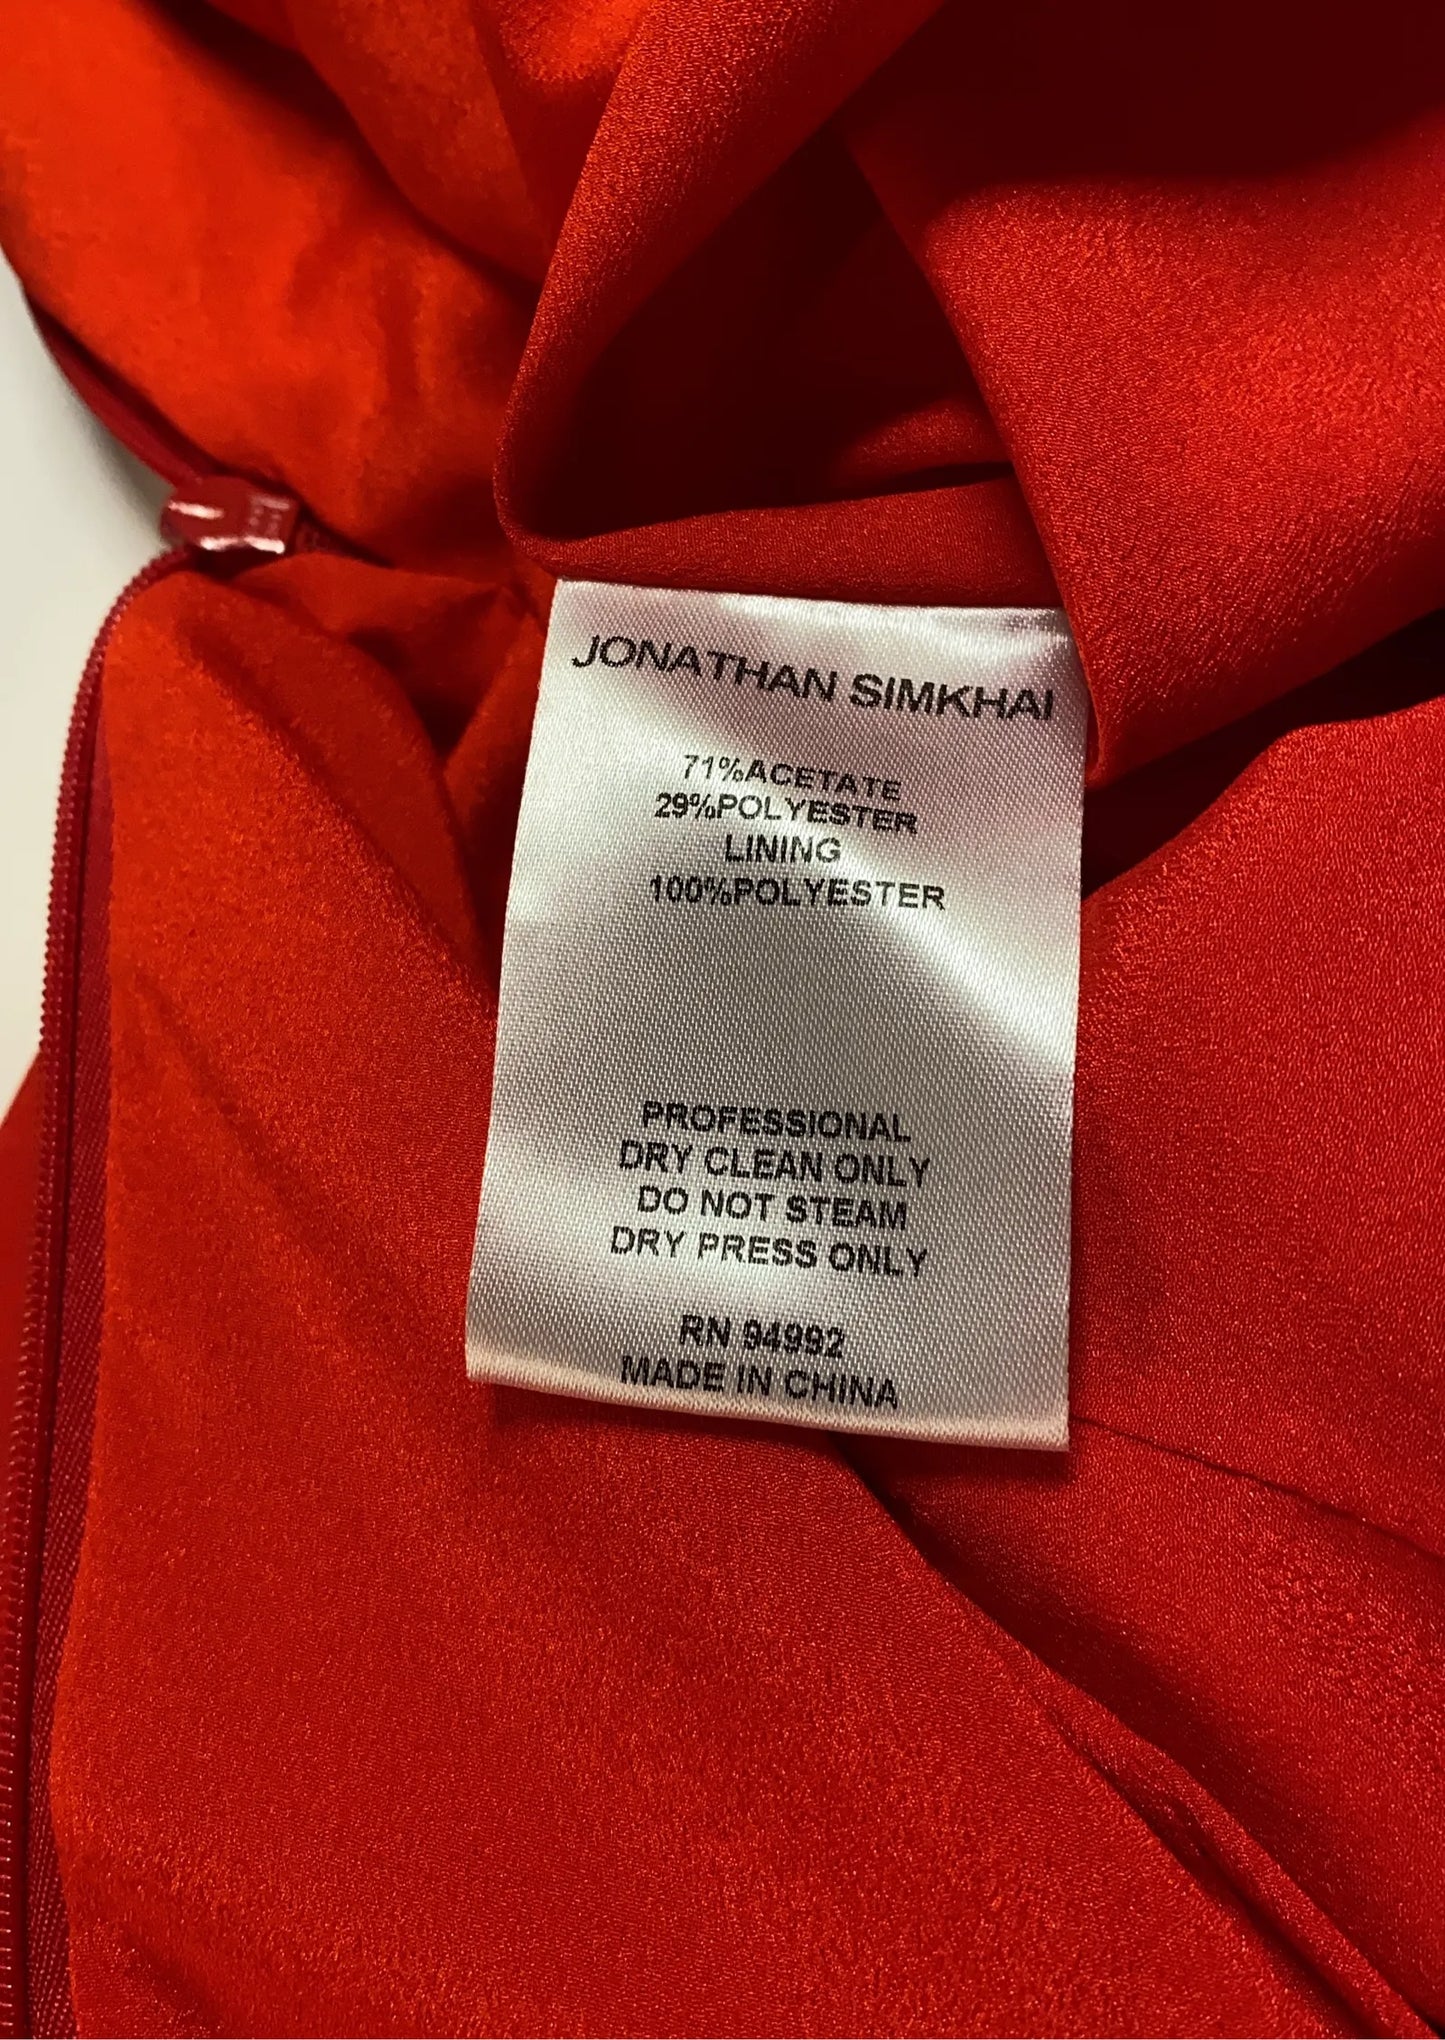 JONATHAN SIMKHAI
71%ACETATE
29%POLYESTER
LINING
100%POLYESTER
PROFESSIONAL
DRY CLEAN ONLY
DO NOT STEAM
DRY PRESS ONLY
RN 94992
MADE IN CHINA